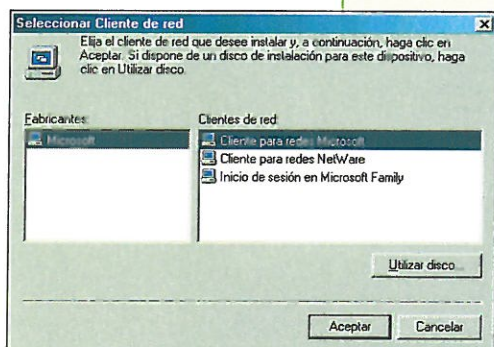 Seleccionar Cliente de red
Elija el cliente de red que desee instalar y, a continuación, haga clic en
Aceptar. Si dispone de un disco de instalación para este dispositivo, haga
clic en Utilizar disco.
Fabricantes:
Microsoft
Clientes de red:
Cliente para redes Microsoft
Cliente para redes NetWare
Inicio de sesión en Microsoft Family
Utilizar disco...
Aceptar
Cancelar